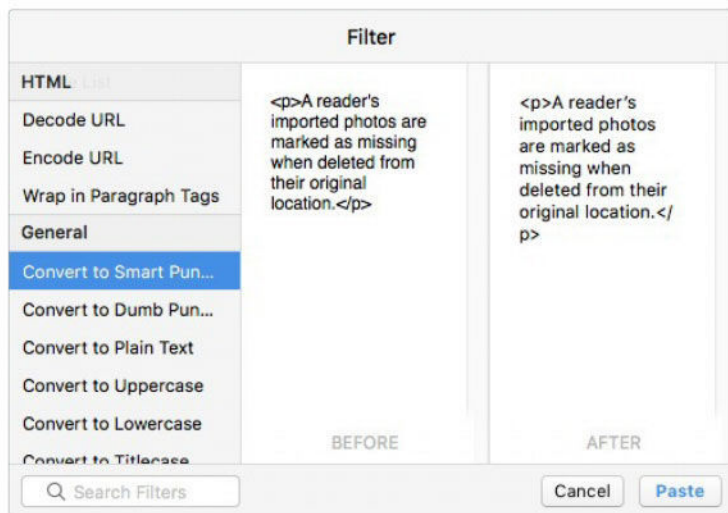 Filter
HTML
Decode URL
Encode URL
Wrap in Paragraph Tags
General
Convert to Smart Pun...
Convert to Dumb Pun...
Convert to Plain Text
Convert to Uppercase
Convert to Lowercase
Convert to Titlecase
Search Filters
<p>A reader's
imported photos are
marked as missing
when deleted from
their original
location.</p>
BEFORE
<p>A reader’s
imported photos
are marked as
missing when
deleted from their
original location.</
p>
AFTER
Cancel
Paste